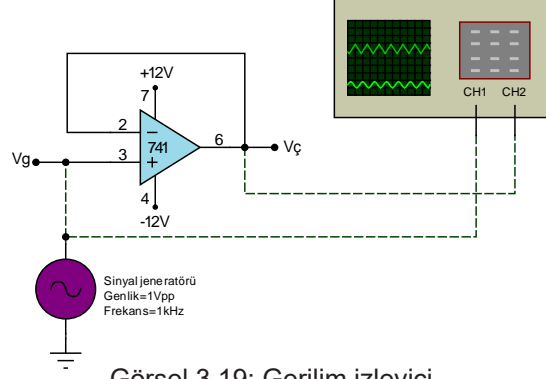 CH1 CH2
+12V
7
2
741
6
Vç
Vg
3
4
-12V
Sinyal jeneratörü
Genlik=1Vpp
Frekans=1kHz
Görsel 3.19: Gerilim izleyici